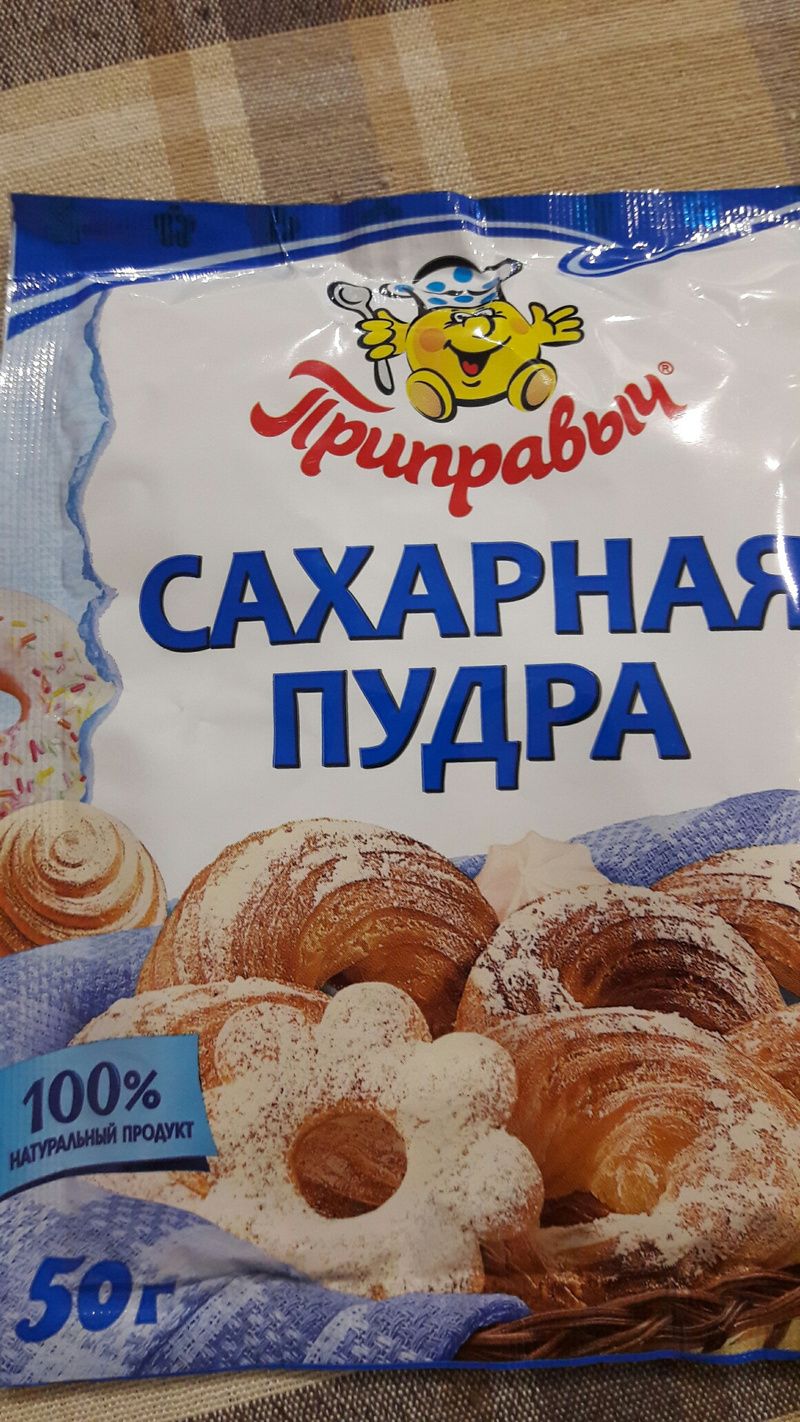 Приправыч®
САХАРНАЯ
ПУДРА
100%
НАТУРАЛЬНЫЙ ПРОДУКТ
50г